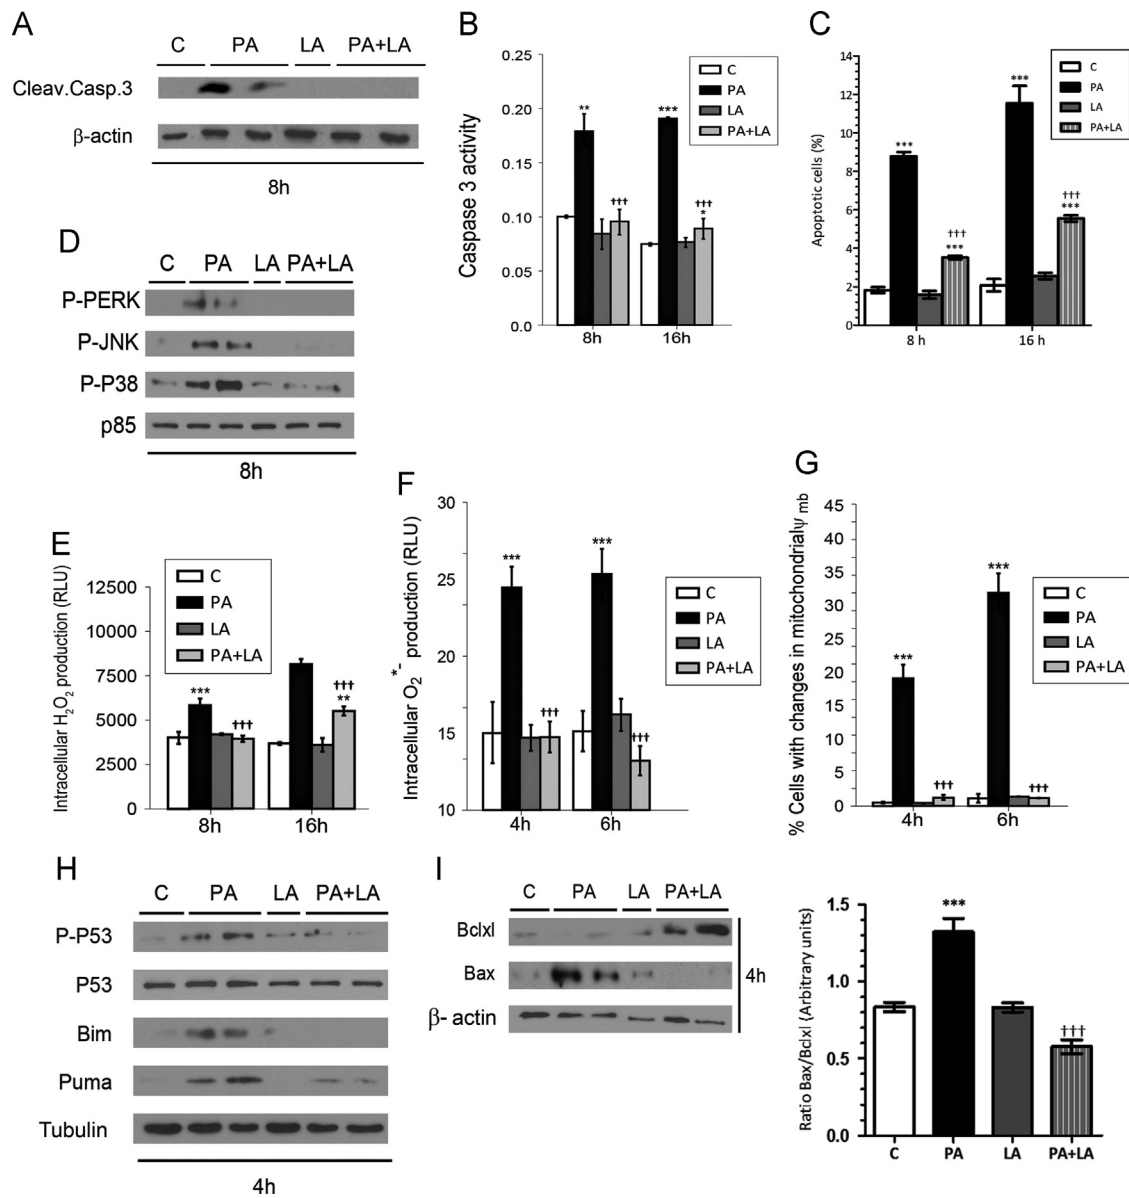 A
C PA LA PA+LA
Cleav.Casp.3
β-actin
8h
B
Caspase 3 activity
0.25
0.20
0.15
0.10
0.05
0.0
** *** ††† †††
*
C
PA
LA
PA+LA
8h 16h
C
Apoptotic cells (%)
14
12
10
8
6
4
2
0
*** *** ††† †††
*** ***
C
PA
LA
PA+LA
8 h 16 h
D
C PA LA PA+LA
P-PERK
P-JNK
P-P38
p85
8h
E
Intracellular H₂O₂ production (RLU)
12500
10000
7500
5000
2500
0
C
PA
LA
PA+LA
*** ††† †††
**
8h 16h
F
Intracellular O₂*- production (RLU)
30
25
20
15
10
*** *** ††† †††
C
PA
LA
PA+LA
4h 6h
G
% Cells with changes in mitochondrialψ mb
45
40
35
30
25
20
15
10
5
0
*** *** ††† †††
C
PA
LA
PA+LA
4h 6h
H
C PA LA PA+LA
P-P53
P53
Bim
Puma
Tubulin
4h
I
C PA LA PA+LA
Bclxl
Bax
β- actin
4h
Ratio Bax/Bclxl (Arbitrary units)
1.5
1.0
0.5
0.0
*** †††
C PA LA PA+LA